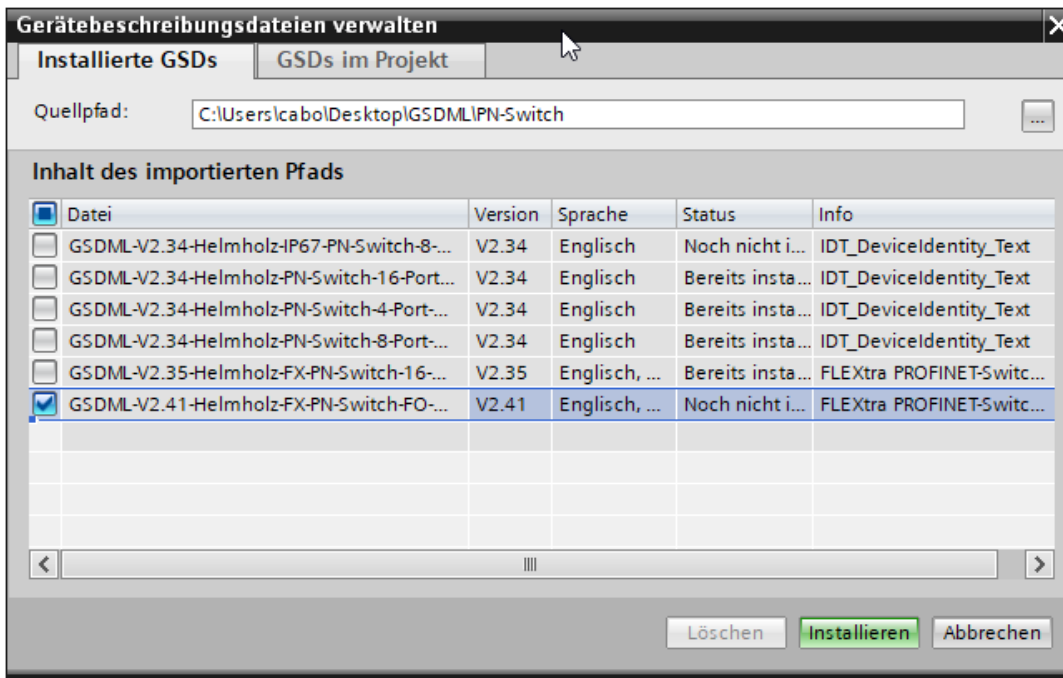 Gerätebeschreibungsdateien verwalten
Installierte GSDs GSDs im Projekt
Quellpfad: C:\Users\cabo\Desktop\GSDML\PN-Switch ...
Inhalt des importierten Pfads
Datei Version Sprache Status Info
GSDML-V2.34-Helmholz-IP67-PN-Switch-8-... V2.34 Englisch Noch nicht i... IDT_DeviceIdentity_Text
GSDML-V2.34-Helmholz-PN-Switch-16-Port... V2.34 Englisch Bereits insta... IDT_DeviceIdentity_Text
GSDML-V2.34-Helmholz-PN-Switch-4-Port-... V2.34 Englisch Bereits insta... IDT_DeviceIdentity_Text
GSDML-V2.34-Helmholz-PN-Switch-8-Port-... V2.34 Englisch Bereits insta... IDT_DeviceIdentity_Text
GSDML-V2.35-Helmholz-FX-PN-Switch-16-... V2.35 Englisch, ... Bereits insta... FLEXtra PROFINET-Switc...
GSDML-V2.41-Helmholz-FX-PN-Switch-FO-... V2.41 Englisch, ... Noch nicht i... FLEXtra PROFINET-Switc...
Löschen Installieren Abbrechen